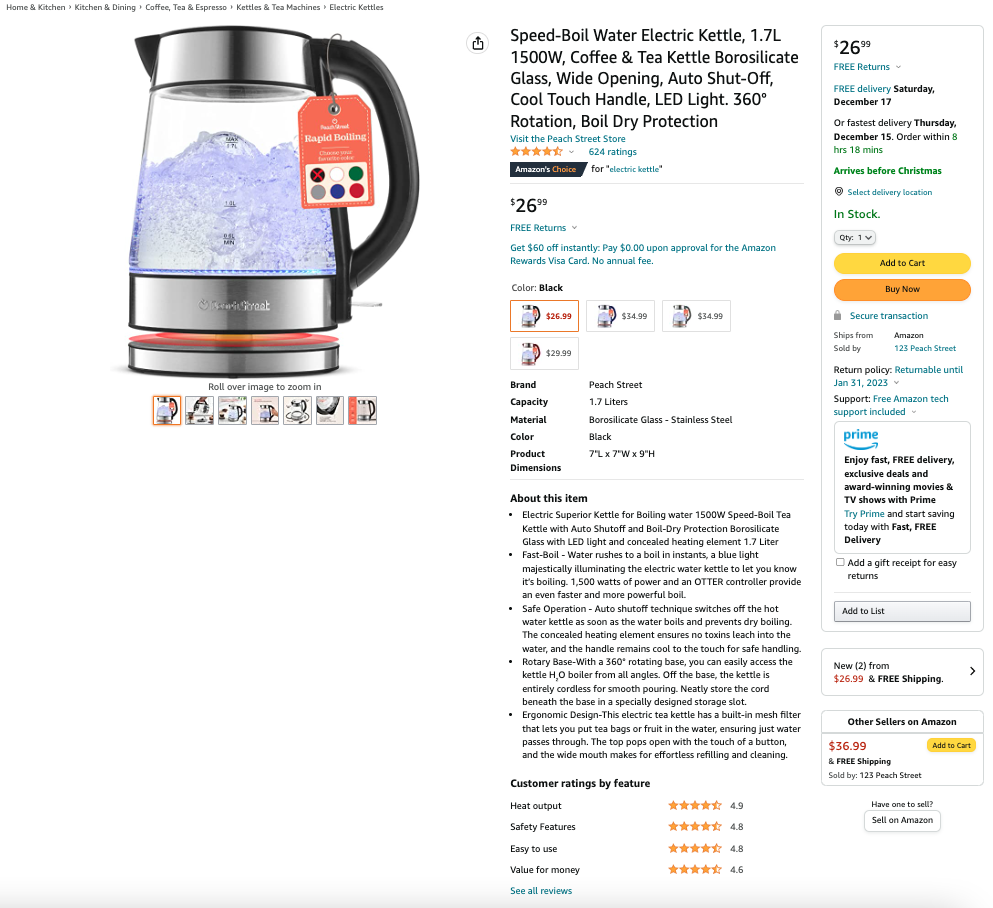 Home & Kitchen › Kitchen & Dining › Coffee, Tea & Espresso › Kettles & Tea Machines › Electric Kettles
MAX
1.7L
1.0L
0.6L
MIN
Peach Street
Rapid Boiling
Choose your
favorite color
PeachStreet
Roll over image to zoom in
Speed-Boil Water Electric Kettle, 1.7L
1500W, Coffee & Tea Kettle Borosilicate
Glass, Wide Opening, Auto Shut-Off,
Cool Touch Handle, LED Light. 360°
Rotation, Boil Dry Protection
Visit the Peach Street Store
624 ratings
Amazon's Choice for "electric kettle"
$26.99
FREE Returns
Get $60 off instantly: Pay $0.00 upon approval for the Amazon
Rewards Visa Card. No annual fee.
Color: Black
$26.99
$34.99
$34.99
$29.99
Brand Peach Street
Capacity 1.7 Liters
Material Borosilicate Glass - Stainless Steel
Color Black
Product 7"L x 7"W x 9"H
Dimensions
About this item
• Electric Superior Kettle for Boiling water 1500W Speed-Boil Tea
Kettle with Auto Shutoff and Boil-Dry Protection Borosilicate
Glass with LED light and concealed heating element 1.7 Liter
• Fast-Boil - Water rushes to a boil in instants, a blue light
majestically illuminating the electric water kettle to let you know
it's boiling. 1,500 watts of power and an OTTER controller provide
an even faster and more powerful boil.
• Safe Operation - Auto shutoff technique switches off the hot
water kettle as soon as the water boils and prevents dry boiling.
The concealed heating element ensures no toxins leach into the
water, and the handle remains cool to the touch for safe handling.
• Rotary Base-With a 360° rotating base, you can easily access the
kettle H₂O boiler from all angles. Off the base, the kettle is
entirely cordless for smooth pouring. Neatly store the cord
beneath the base in a specially designed storage slot.
• Ergonomic Design-This electric tea kettle has a built-in mesh filter
that lets you put tea bags or fruit in the water, ensuring just water
passes through. The top pops open with the touch of a button,
and the wide mouth makes for effortless refilling and cleaning.
Customer ratings by feature
Heat output 4.9
Safety Features 4.8
Easy to use 4.8
Value for money 4.6
See all reviews
$26.99
FREE Returns
FREE delivery Saturday,
December 17
Or fastest delivery Thursday,
December 15. Order within 8
hrs 18 mins
Arrives before Christmas
Select delivery location
In Stock.
Qty: 1
Add to Cart
Buy Now
Secure transaction
Ships from Amazon
Sold by 123 Peach Street
Return policy: Returnable until
Jan 31, 2023
Support: Free Amazon tech
support included
prime
Enjoy fast, FREE delivery,
exclusive deals and
award-winning movies &
TV shows with Prime
Try Prime and start saving
today with Fast, FREE
Delivery
Add a gift receipt for easy
returns
Add to List
New (2) from
$26.99 & FREE Shipping.
Other Sellers on Amazon
$36.99 Add to Cart
& FREE Shipping
Sold by: 123 Peach Street
Have one to sell?
Sell on Amazon